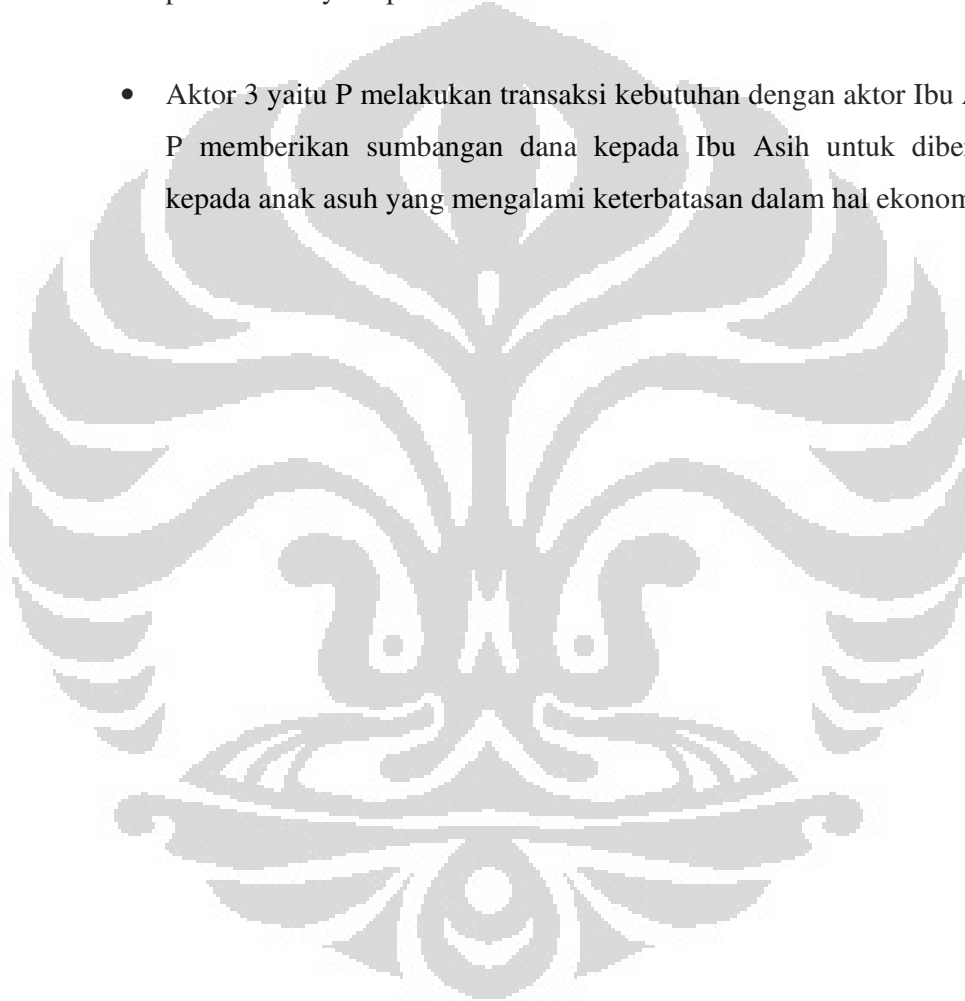 • Aktor 3 yaitu P melakukan transaksi kebutuhan dengan aktor Ibu
P memberikan sumbangan dana kepada Ibu Asih untuk
kepada anak asuh yang mengalami keterbatasan dalam hal